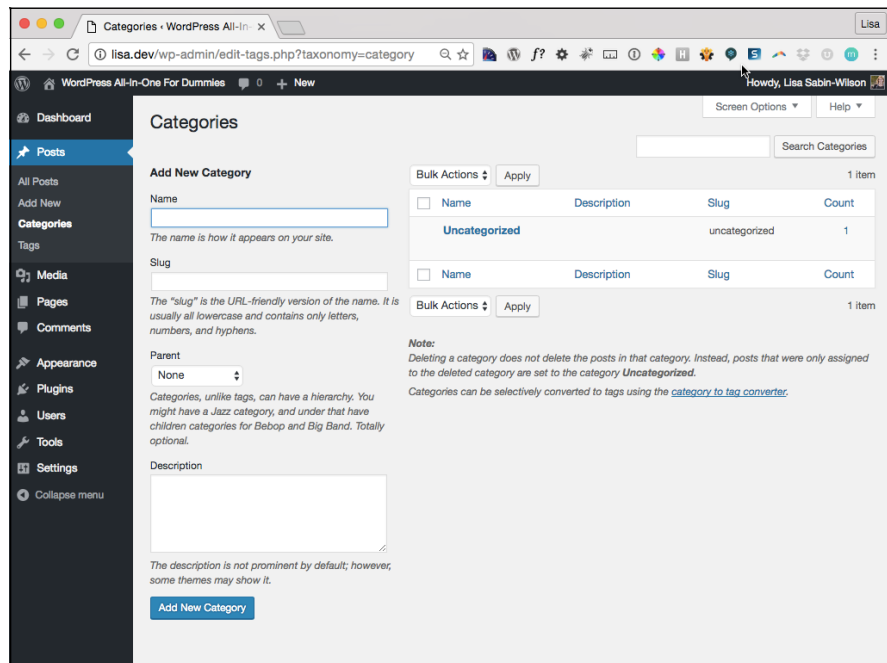 Categories ‹ WordPress All-In-
Lisa
lisa.dev/wp-admin/edit-tags.php?taxonomy=category
f?
WordPress All-In-One For Dummies 0 + New
Howdy, Lisa Sabin-Wilson
Screen Options
Help
Dashboard
Posts
All Posts
Add New
Categories
Tags
Media
Pages
Comments
Appearance
Plugins
Users
Tools
Settings
Collapse menu
Categories
Search Categories
Add New Category
Name
The name is how it appears on your site.
Slug
The “slug” is the URL-friendly version of the name. It is
usually all lowercase and contains only letters,
numbers, and hyphens.
Parent
None
Categories, unlike tags, can have a hierarchy. You
might have a Jazz category, and under that have
children categories for Bebop and Big Band. Totally
optional.
Description
The description is not prominent by default; however,
some themes may show it.
Add New Category
Bulk Actions Apply 1 item
Name Description Slug Count
Uncategorized uncategorized 1
Name Description Slug Count
Bulk Actions Apply 1 item
Note:
Deleting a category does not delete the posts in that category. Instead, posts that were only assigned
to the deleted category are set to the category Uncategorized.
Categories can be selectively converted to tags using the category to tag converter.